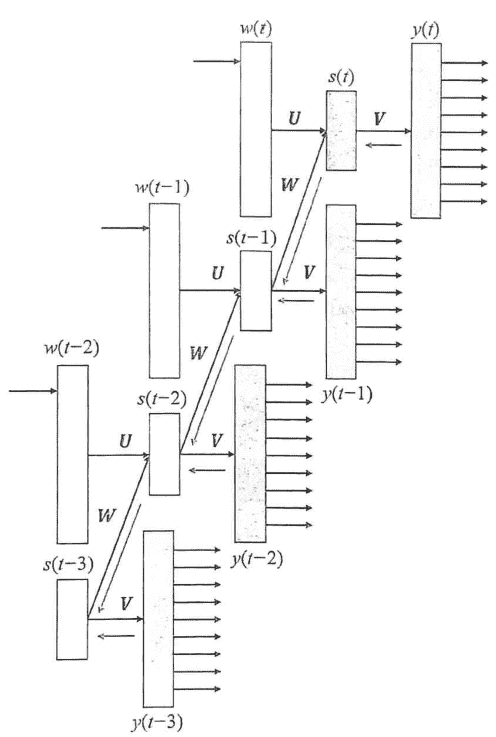 w(t)
y(t)
s(t)
U
V
W
w(t−1)
s(t−1)
U
V
W
y(t−1)
w(t−2)
s(t−2)
U
V
W
y(t−2)
s(t−3)
V
y(t−3)